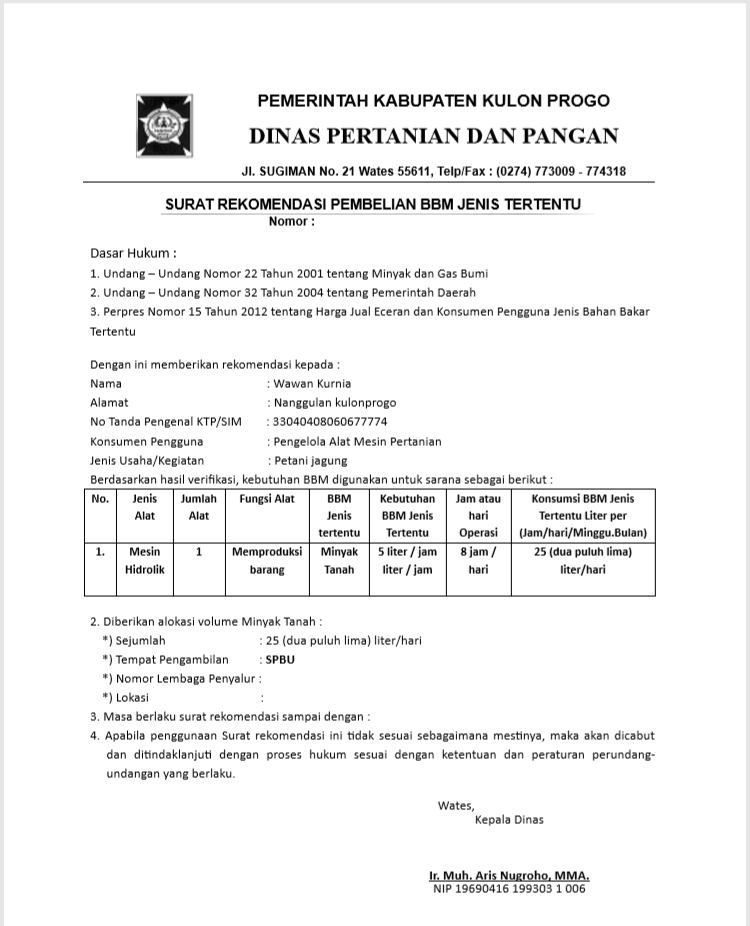 PEMERINTAH KABUPATEN KULON PROGO
DINAS PERTANIAN DAN PANGAN
Jl. SUGIMAN No. 21 Wates 55611, Telp/Fax : (0274) 773009 - 774318
SURAT REKOMENDASI PEMBELIAN BBM JENIS TERTENTU
Nomor :
Dasar Hukum :
1. Undang – Undang Nomor 22 Tahun 2001 tentang Minyak dan Gas Bumi
2. Undang – Undang Nomor 32 Tahun 2004 tentang Pemerintah Daerah
3. Perpres Nomor 15 Tahun 2012 tentang Harga Jual Eceran dan Konsumen Pengguna Jenis Bahan Bakar
Tertentu
Dengan ini memberikan rekomendasi kepada :
Nama : Wawan Kurnia
Alamat : Nanggulan kulonprogo
No Tanda Pengenal KTP/SIM : 33040408060677774
Konsumen Pengguna : Pengelola Alat Mesin Pertanian
Jenis Usaha/Kegiatan : Petani jagung
Berdasarkan hasil verifikasi, kebutuhan BBM digunakan untuk sarana sebagai berikut :
No. Jenis Jumlah Fungsi Alat BBM Kebutuhan Jam atau Konsumsi BBM Jenis
Alat Alat Jenis BBM Jenis hari Tertentu Liter per
tertentu Tertentu Operasi (Jam/hari/Minggu.Bulan)
1. Mesin 1 Memproduksi Minyak 5 liter / jam 8 jam / 25 (dua puluh lima)
Hidrolik barang Tanah liter / jam hari liter/hari
2. Diberikan alokasi volume Minyak Tanah :
*) Sejumlah : 25 (dua puluh lima) liter/hari
*) Tempat Pengambilan : SPBU
*) Nomor Lembaga Penyalur :
*) Lokasi :
3. Masa berlaku surat rekomendasi sampai dengan :
4. Apabila penggunaan Surat rekomendasi ini tidak sesuai sebagaimana mestinya, maka akan dicabut
dan ditindaklanjuti dengan proses hukum sesuai dengan ketentuan dan peraturan perundang-
undangan yang berlaku.
Wates,
Kepala Dinas
Ir. Muh. Aris Nugroho, MMA.
NIP 19690416 199303 1 006